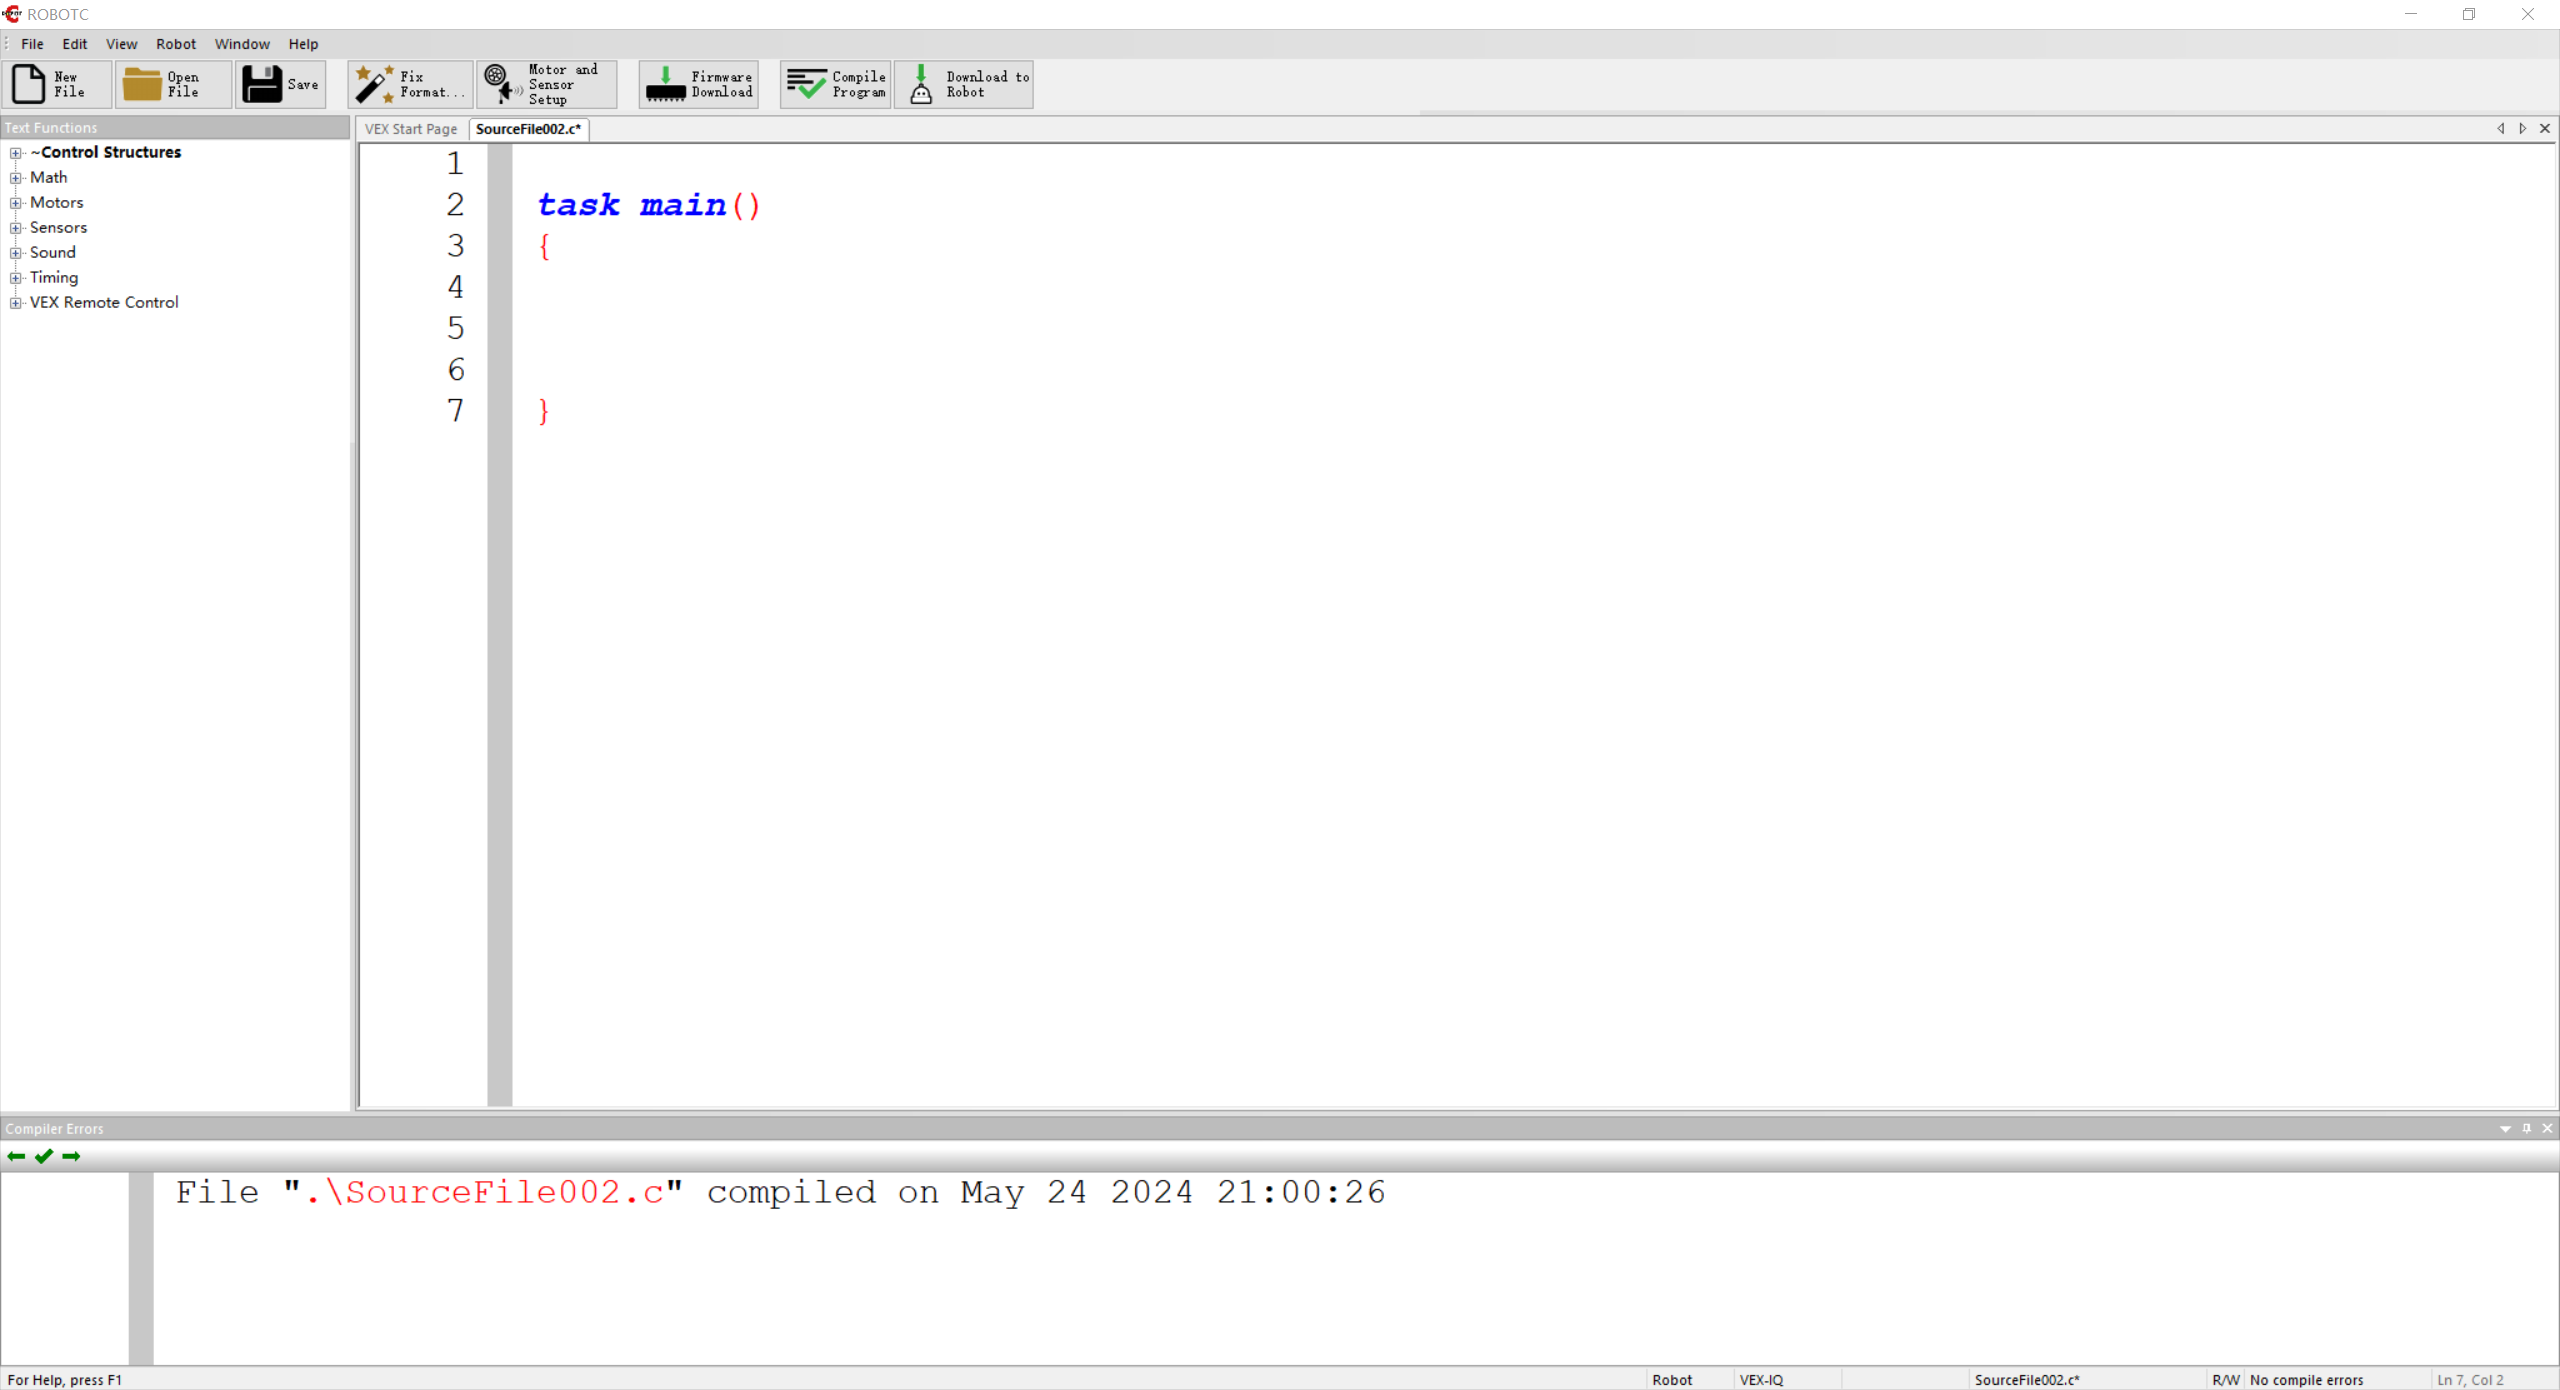 ROBOTC
File Edit View Robot Window Help
New File Open File Save Fix Format... Motor and Sensor Setup Firmware Download Compile Program Download to Robot
Text Functions
~Control Structures
Math
Motors
Sensors
Sound
Timing
VEX Remote Control
VEX Start Page SourceFile002.c*
1
2 task main()
3 {
4
5
6
7 }
Compiler Errors
File ".\SourceFile002.c" compiled on May 24 2024 21:00:26
For Help, press F1 Robot VEX-IQ SourceFile002.c* R/W No compile errors Ln 7, Col 2